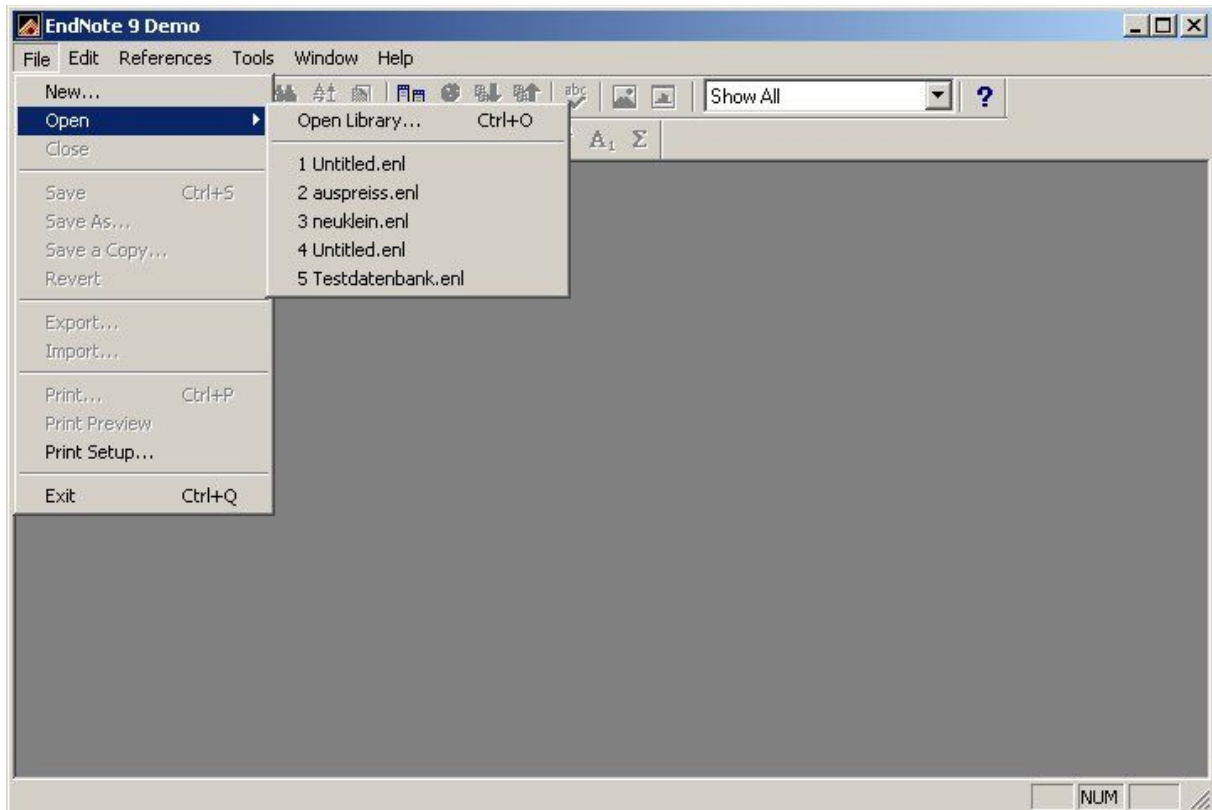 EndNote 9 Demo
File Edit References Tools Window Help
New...
Open
Close
Save Ctrl+S
Save As...
Save a Copy...
Revert
Export...
Import...
Print... Ctrl+P
Print Preview
Print Setup...
Exit Ctrl+Q
Open Library... Ctrl+O
1 Untitled.enl
2 auspreiss.enl
3 neuklein.enl
4 Untitled.enl
5 Testdatenbank.enl
abc
Show All
?
A₁ Σ
NUM